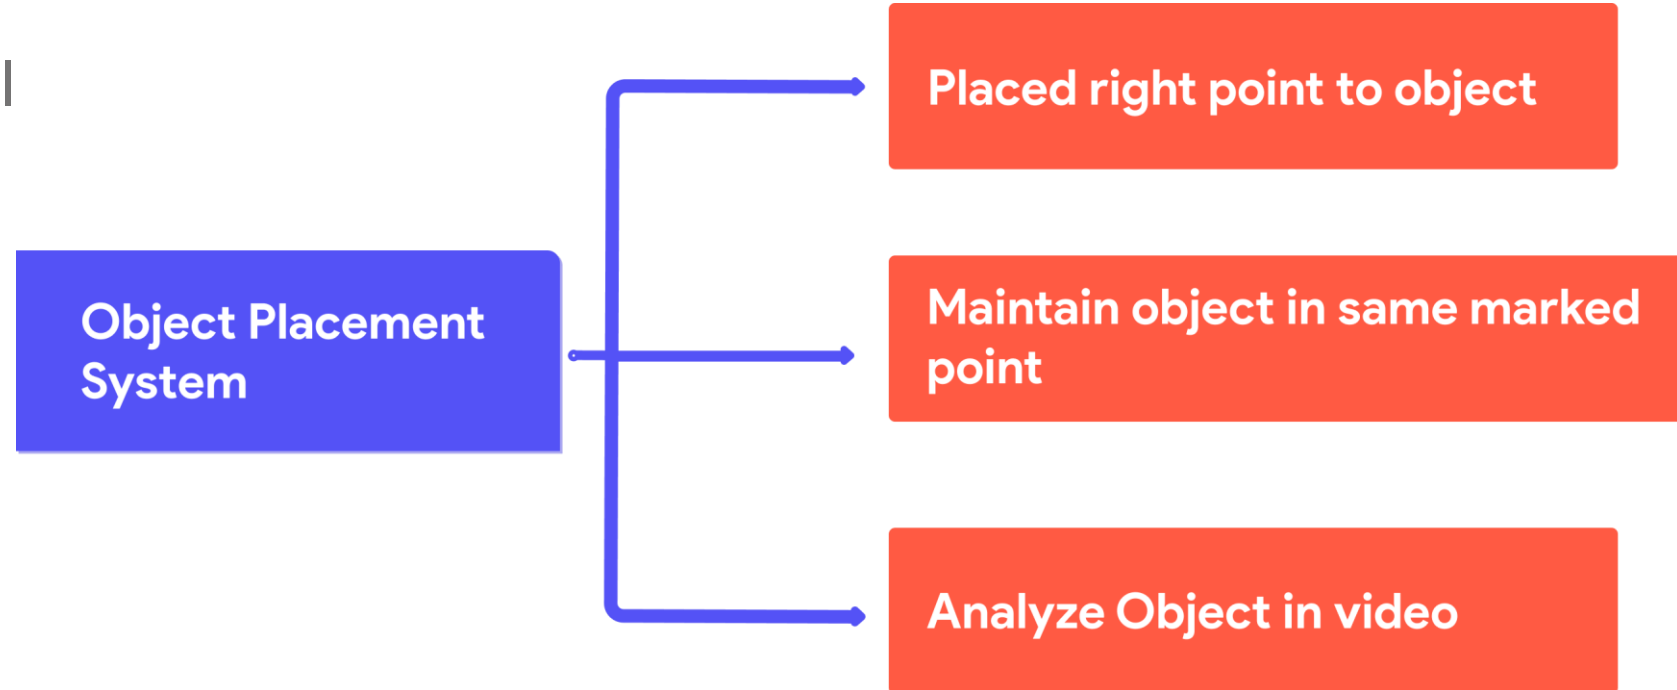 Placed right point to object
Object Placement
System
Maintain object in same marked
point
Analyze Object in video